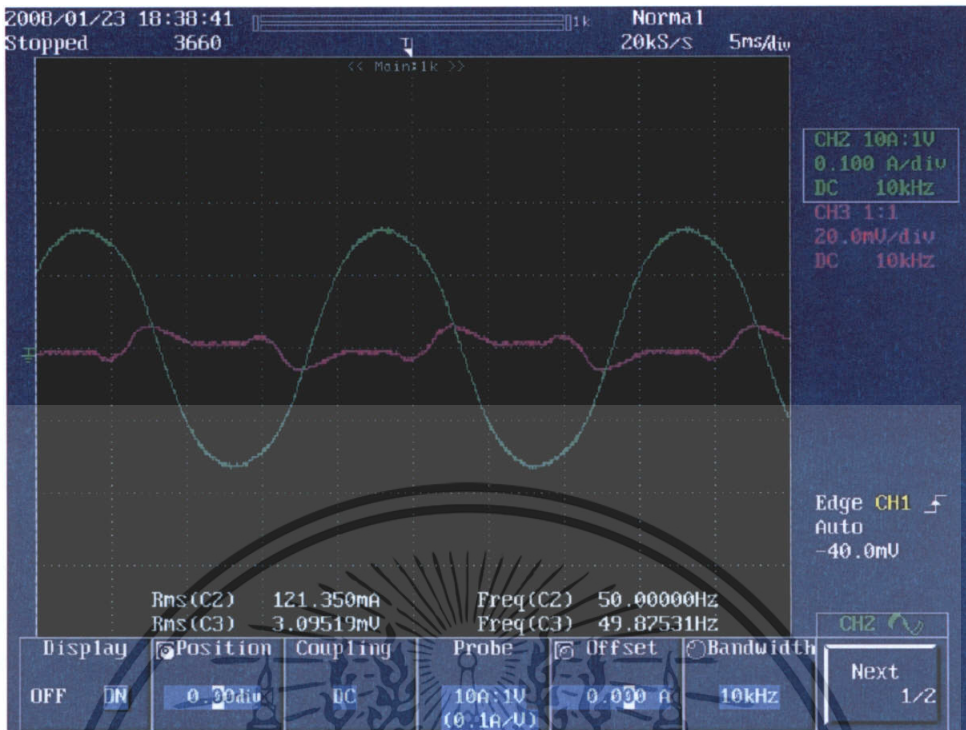 2008/01/23 18:38:41 1k Normal
Stopped 3660 T 20kS/s 5ms/div
<< Main:1k >>
CH2 10A:1V
0.100 A/div
DC 10kHz
CH3 1:1
20.0mV/div
DC 10kHz
Edge CH1
Auto
-40.0mV
Rms(C2) 121.350mA Freq(C2) 50.00000Hz
Rms(C3) 3.09519mV Freq(C3) 49.87531Hz
CH2
Display Position Coupling Probe Offset Bandwidth
Next
OFF ON 0.00div DC 10A:1V 0.000 A 10kHz 1/2
(0.1A/V)